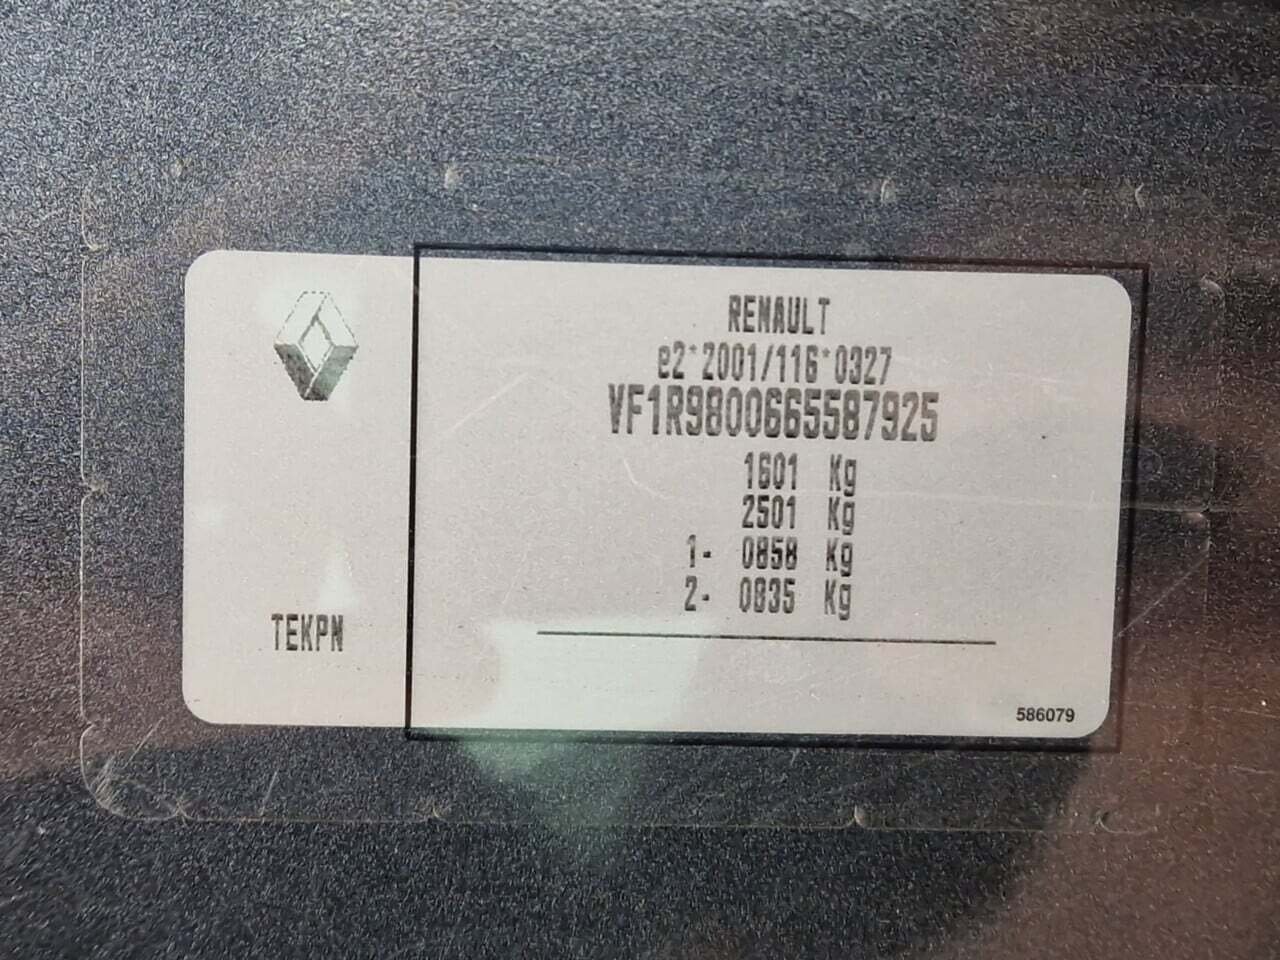 RENAULT
e2*2001/116*0327
VF1R9800665587925
1601 Kg
2501 Kg
1- 0858 Kg
2- 0835 Kg
TEKPN
586079